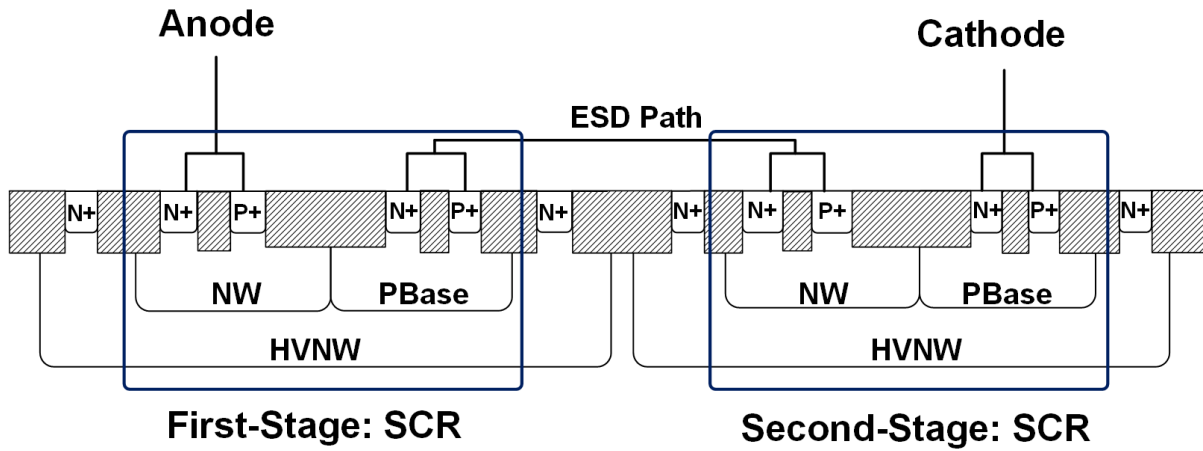 Anode
Cathode
ESD Path
N+ N+ P+ N+ P+ N+ N+ N+ P+ N+ P+ N+
NW PBase NW PBase
HVNW HVNW
First-Stage: SCR Second-Stage: SCR